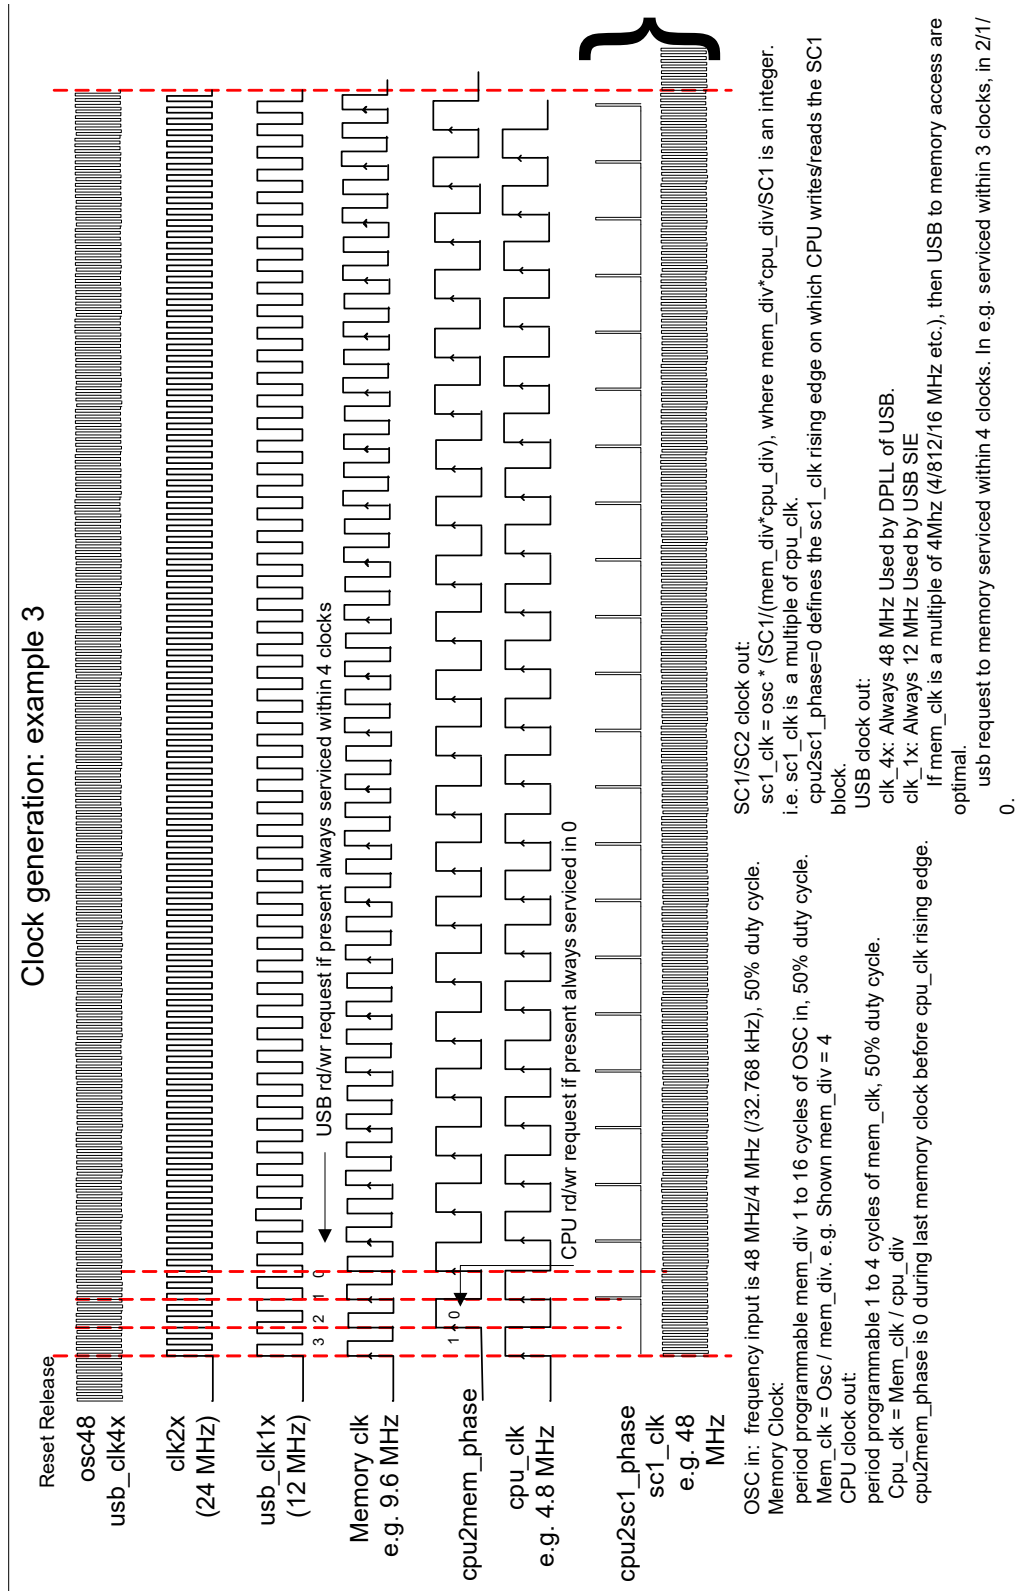 Clock generation: example 3
Reset Release
osc48
usb_clk4x
clk2x
(24 MHz)
usb_clk1x
(12 MHz)
3 2 1 0
USB rd/wr request if present always serviced within 4 clocks
Memory clk
e.g. 9.6 MHz
cpu2mem_phase
1 0
cpu_clk
e.g. 4.8 MHz
CPU rd/wr request if present always serviced in 0
cpu2sc1_phase
sc1_clk
e.g. 48
MHz
OSC in: frequency input is 48 MHz/4 MHz (/32.768 kHz), 50% duty cycle.
Memory Clock:
period programmable mem_div 1 to 16 cycles of OSC in, 50% duty cycle.
Mem_clk = Osc / mem_div. e.g. Shown mem_div = 4
CPU clock out:
period programmable 1 to 4 cycles of mem_clk, 50% duty cycle.
Cpu_clk = Mem_clk / cpu_div
cpu2mem_phase is 0 during last memory clock before cpu_clk rising edge.
SC1/SC2 clock out:
sc1_clk = osc * (SC1/(mem_div*cpu_div), where mem_div*cpu_div/SC1 is an integer.
i.e. sc1_clk is a multiple of cpu_clk.
cpu2sc1_phase=0 defines the sc1_clk rising edge on which CPU writes/reads the SC1
block.
USB clock out:
clk_4x: Always 48 MHz Used by DPLL of USB.
clk_1x: Always 12 MHz Used by USB SIE
If mem_clk is a multiple of 4Mhz (4/812/16 MHz etc.), then USB to memory access are
optimal.
usb request to memory serviced within 4 clocks. In e.g. serviced within 3 clocks, in 2/1/
0.